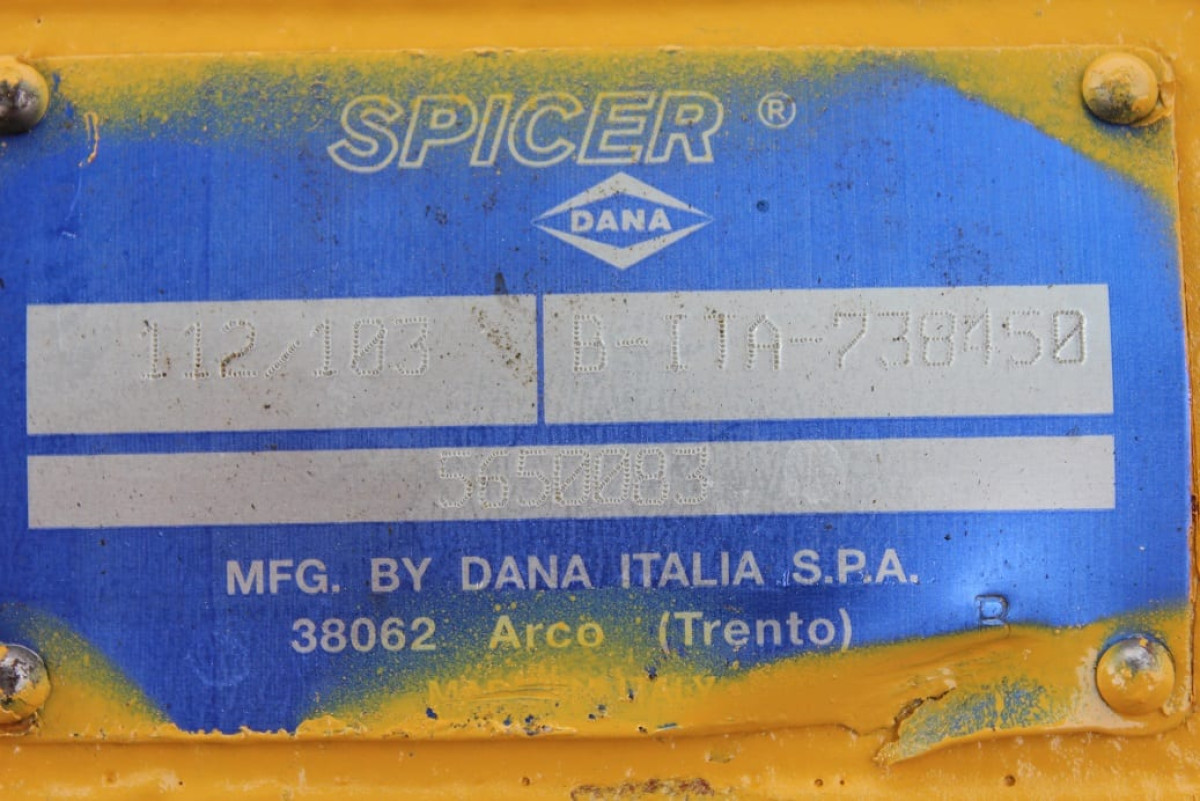 SPICER ®
DANA
112/103 B-ITA-738450
5650083
MFG. BY DANA ITALIA S.P.A.
38062 Arco (Trento)
B